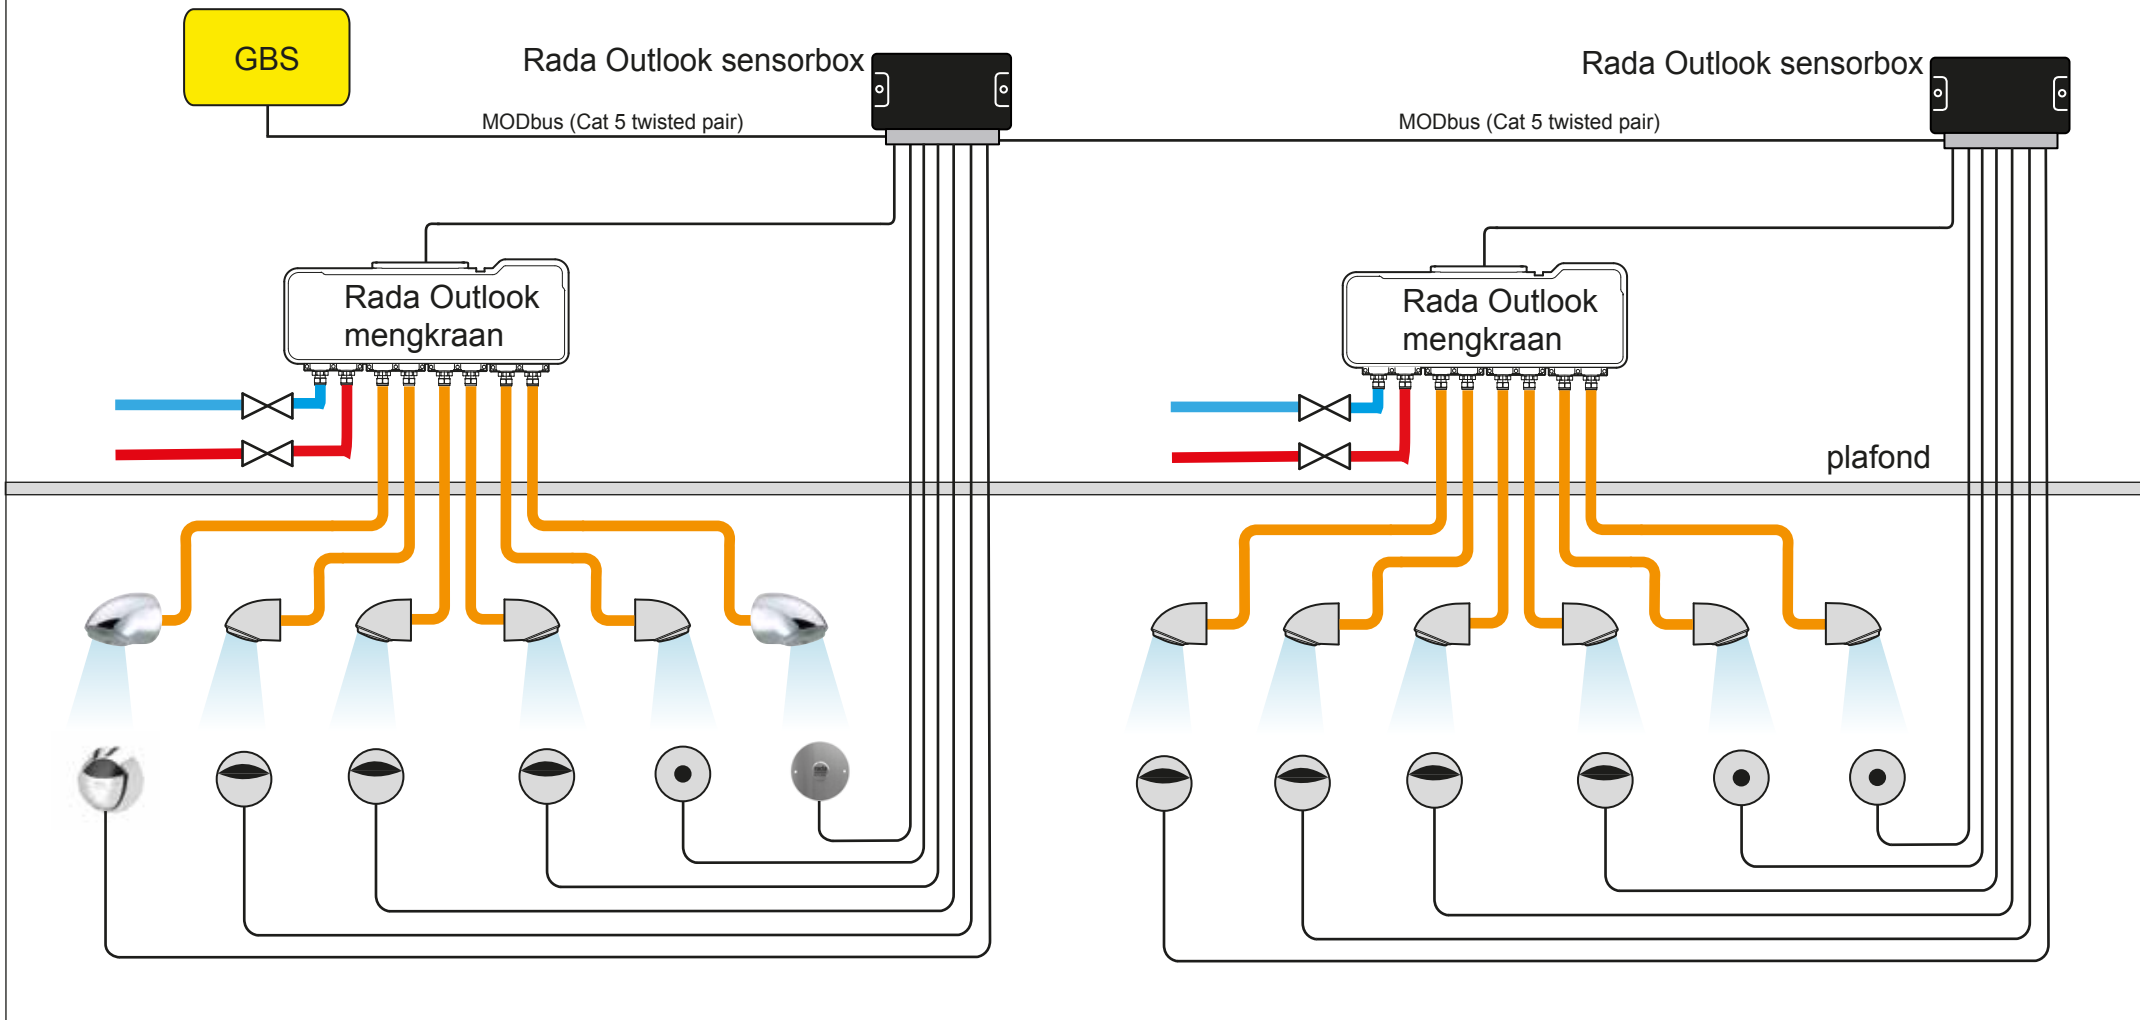 GBS
Rada Outlook sensorbox
Rada Outlook sensorbox
MODbus (Cat 5 twisted pair)
MODbus (Cat 5 twisted pair)
Rada Outlook
mengkraan
Rada Outlook
mengkraan
plafond